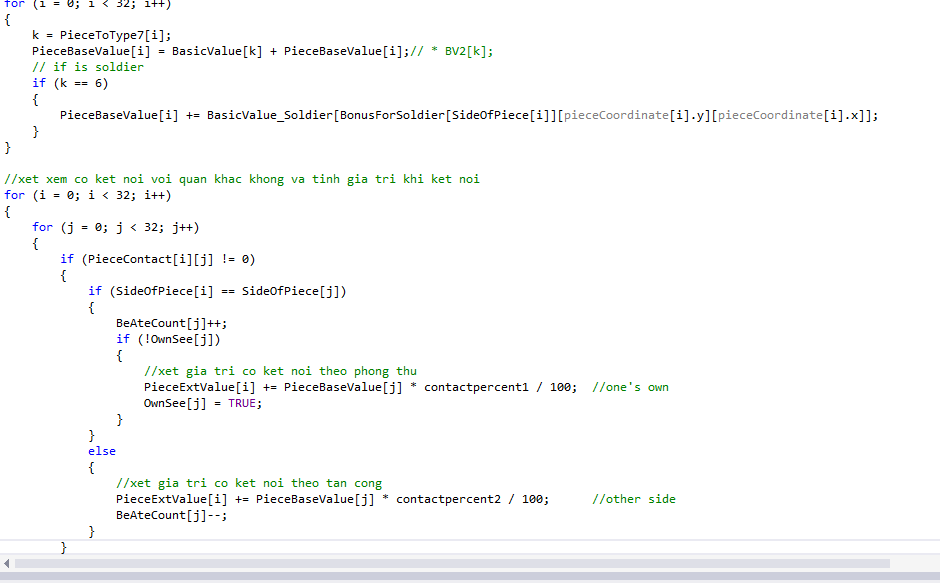 for (i = 0; i < 32; i++)
{
    k = PieceToType7[i];
    PieceBaseValue[i] = BasicValue[k] + PieceBaseValue[i];// * BV2[k];
    // if is soldier
    if (k == 6)
    {
        PieceBaseValue[i] += BasicValue_Soldier[BonusForSoldier[SideOfPiece[i]][pieceCoordinate[i].y][pieceCoordinate[i].x]];
    }
}

//xet xem co ket noi voi quan khac khong va tinh gia tri khi ket noi
for (i = 0; i < 32; i++)
{
    for (j = 0; j < 32; j++)
    {
        if (PieceContact[i][j] != 0)
        {
            if (SideOfPiece[i] == SideOfPiece[j])
            {
                BeAteCount[j]++;
                if (!OwnSee[j])
                {
                    //xet gia tri co ket noi theo phong thu
                    PieceExtValue[i] += PieceBaseValue[j] * contactpercent1 / 100;  //one's own
                    OwnSee[j] = TRUE;
                }
            }
            else
            {
                //xet gia tri co ket noi theo tan cong
                PieceExtValue[i] += PieceBaseValue[j] * contactpercent2 / 100;      //other side
                BeAteCount[j]--;
            }
        }